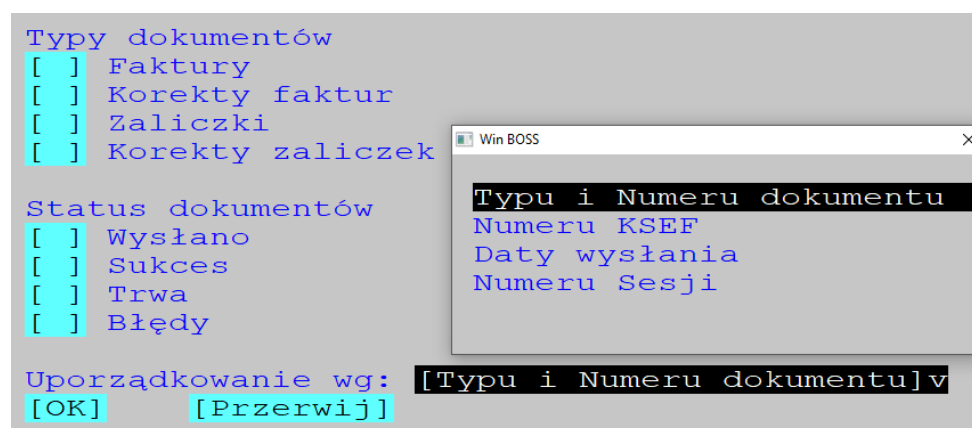 Typy dokumentów
[ ] Faktury
[ ] Korekty faktur
[ ] Zaliczki
[ ] Korekty zaliczek
Status dokumentów
[ ] Wysłano
[ ] Sukces
[ ] Trwa
[ ] Błędy
Win BOSS
Typu i Numeru dokumentu
Numeru KSEF
Daty wysłania
Numeru Sesji
Uporządkowanie wg: [Typu i Numeru dokumentu]v
[OK] [Przerwij]